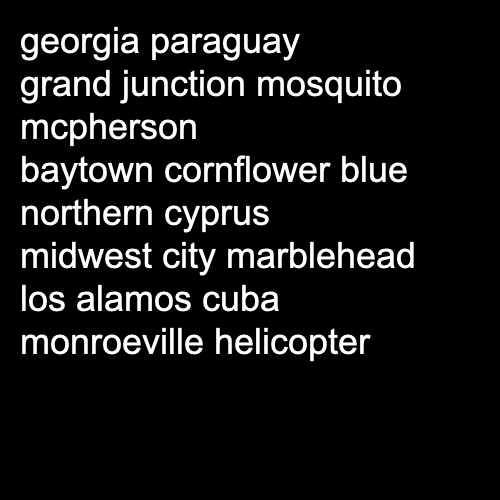 georgia paraguay
grand junction mosquito
mcpherson
baytown cornflower blue
northern cyprus
midwest city marblehead
los alamos cuba
monroeville helicopter